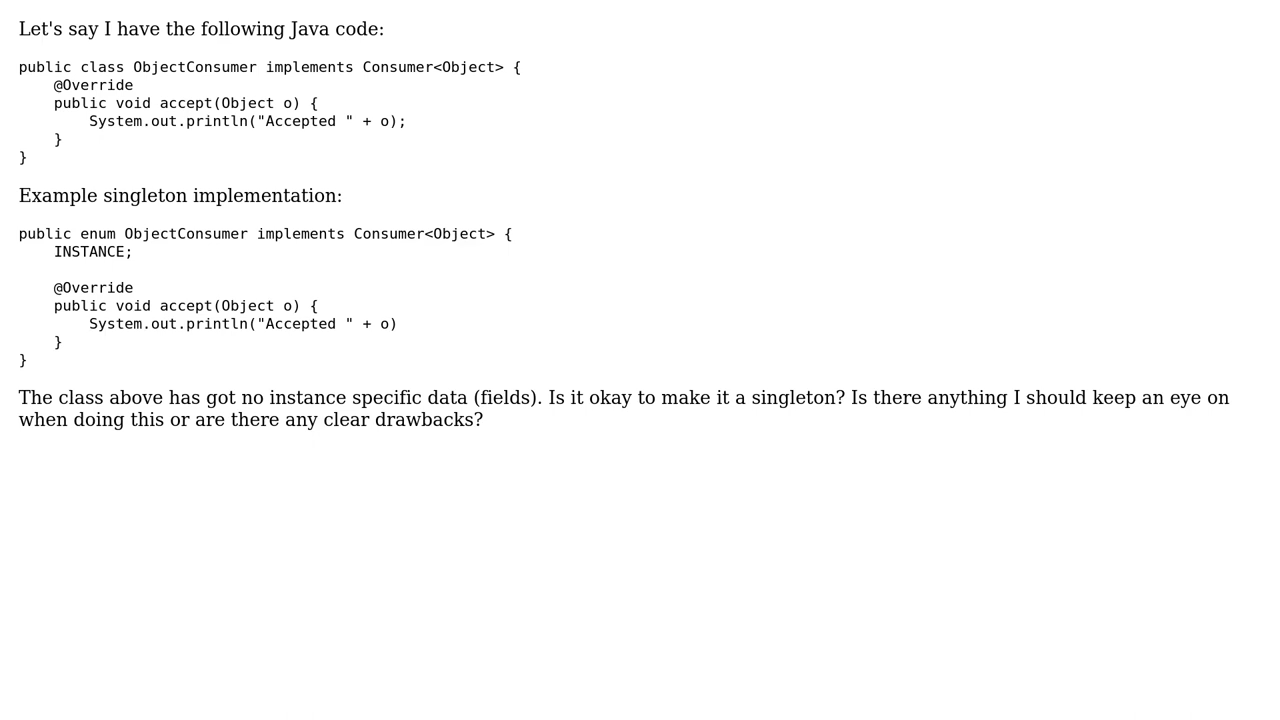 Let's say I have the following Java code:
public class ObjectConsumer implements Consumer<Object> {
    @Override
    public void accept(Object o) {
        System.out.println("Accepted " + o);
    }
}
Example singleton implementation:
public enum ObjectConsumer implements Consumer<Object> {
    INSTANCE;

    @Override
    public void accept(Object o) {
        System.out.println("Accepted " + o)
    }
}
The class above has got no instance specific data (fields). Is it okay to make it a singleton? Is there anything I should keep an eye on
when doing this or are there any clear drawbacks?